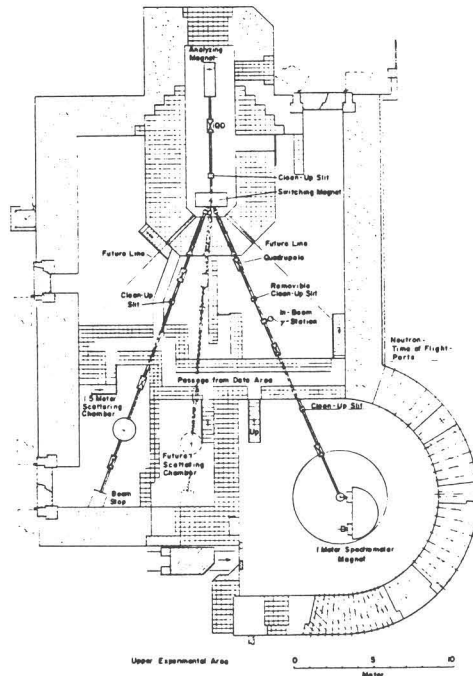 Analyzing
Magnet
QD
Clean-Up Slit
Switching Magnet
Future Line
Future Line
Quadrupole
Clean-Up
Slit
Removible
Clean-Up Slit
In-Beam
γ-Station
Neutron-
Time of Flight-
Ports
Passage from Data Area
1.5 Meter
Scattering
Chamber
Clean-Up Slit
Up
Future
Scattering
Chamber
Beam
Stop
1 Meter Spectrometer
Magnet
Upper Experimental Area
0 5 10
Meter